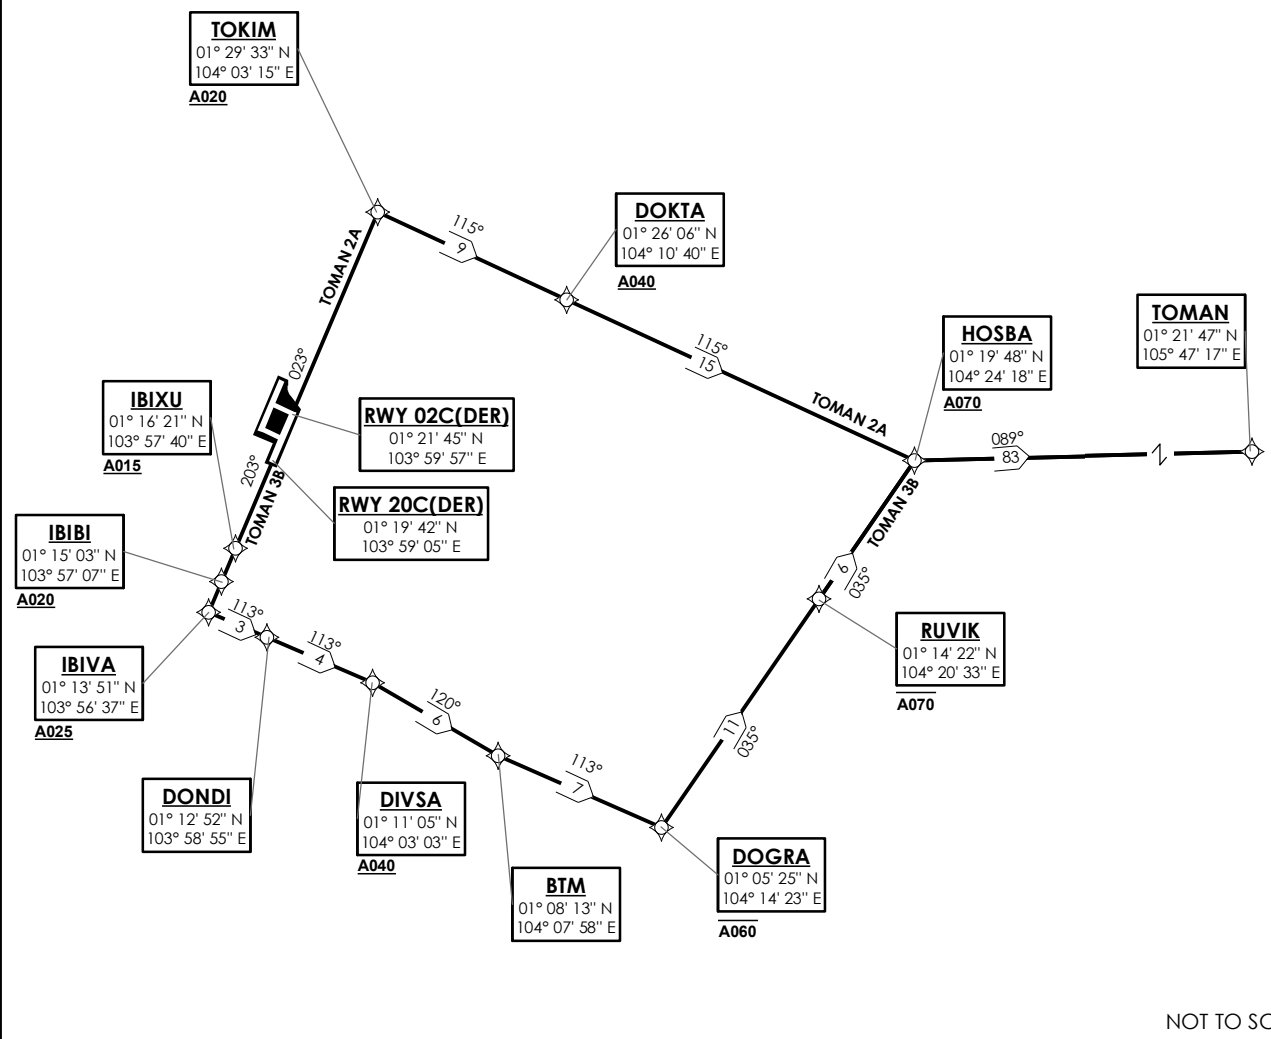 TOKIM
01° 29' 33" N
104° 03' 15" E
A020
DOKTA
01° 26' 06" N
104° 10' 40" E
A040
TOMAN
01° 21' 47" N
105° 47' 17" E
HOSBA
01° 19' 48" N
104° 24' 18" E
A070
IBIXU
01° 16' 21" N
103° 57' 40" E
A015
RWY 02C(DER)
01° 21' 45" N
103° 59' 57" E
RWY 20C(DER)
01° 19' 42" N
103° 59' 05" E
IBIBI
01° 15' 03" N
103° 57' 07" E
A020
IBIVA
01° 13' 51" N
103° 56' 37" E
A025
RUVIK
01° 14' 22" N
104° 20' 33" E
A070
DONDI
01° 12' 52" N
103° 58' 55" E
DIVSA
01° 11' 05" N
104° 03' 03" E
A040
BTM
01° 08' 13" N
104° 07' 58" E
DOGRA
01° 05' 25" N
104° 14' 23" E
A060
TOMAN 2A
023°
115°
9
115°
15
TOMAN 2A
089°
83
203°
TOMAN 3B
113°
3
113°
4
120°
6
113°
7
11
035°
6
035°
TOMAN 3B
NOT TO SC